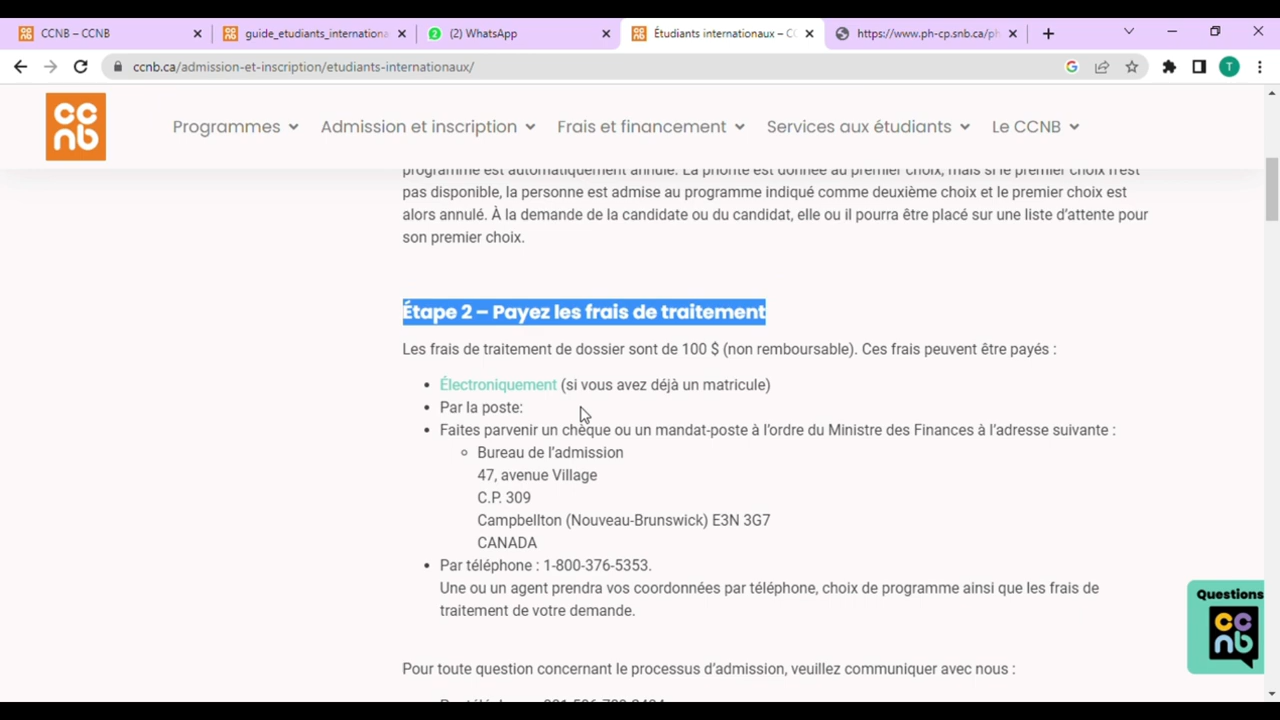 CCNB – CCNB
guide_etudiants_internationa
(2) WhatsApp
Étudiants internationaux – CC
https://www.ph-cp.snb.ca/ph
ccnb.ca/admission-et-inscription/etudiants-internationaux/
T
cc
nb
Programmes
Admission et inscription
Frais et financement
Services aux étudiants
Le CCNB
programme est automatiquement annulé. La priorité est donnée au premier choix, mais si le premier choix n'est
pas disponible, la personne est admise au programme indiqué comme deuxième choix et le premier choix est
alors annulé. À la demande de la candidate ou du candidat, elle ou il pourra être placé sur une liste d'attente pour
son premier choix.
Étape 2 – Payez les frais de traitement
Les frais de traitement de dossier sont de 100 $ (non remboursable). Ces frais peuvent être payés :
Électroniquement (si vous avez déjà un matricule)
Par la poste:
Faites parvenir un chèque ou un mandat-poste à l'ordre du Ministre des Finances à l'adresse suivante :
Bureau de l'admission
47, avenue Village
C.P. 309
Campbellton (Nouveau-Brunswick) E3N 3G7
CANADA
Par téléphone : 1-800-376-5353.
Une ou un agent prendra vos coordonnées par téléphone, choix de programme ainsi que les frais de
traitement de votre demande.
Questions
cc
nb
Pour toute question concernant le processus d'admission, veuillez communiquer avec nous :